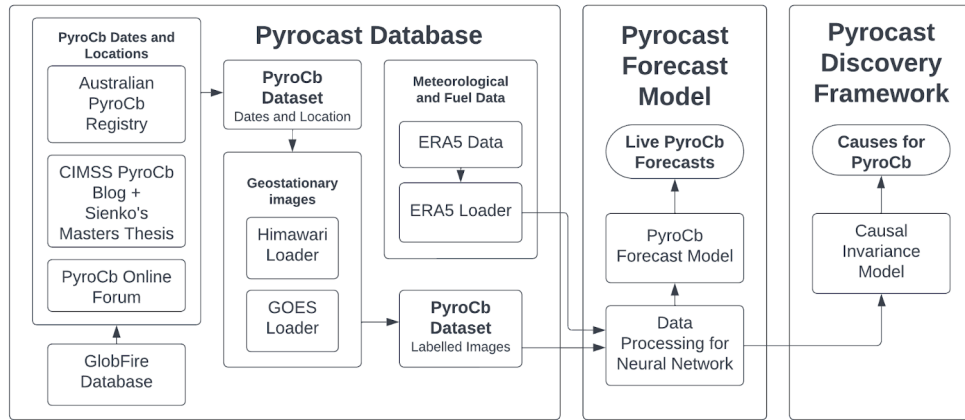 Pyrocast Database
PyroCb Dates and
Locations
Australian
PyroCb
Registry
CIMSS PyroCb
Blog +
Sienko's
Masters Thesis
PyroCb Online
Forum
GlobFire
Database
PyroCb
Dataset
Dates and Location
Geostationary
images
Himawari
Loader
GOES
Loader
Meteorological
and Fuel Data
ERA5 Data
ERA5 Loader
PyroCb
Dataset
Labelled Images
Pyrocast
Forecast
Model
Live PyroCb
Forecasts
PyroCb
Forecast Model
Data
Processing for
Neural Network
Pyrocast
Discovery
Framework
Causes for
PyroCb
Causal
Invariance
Model